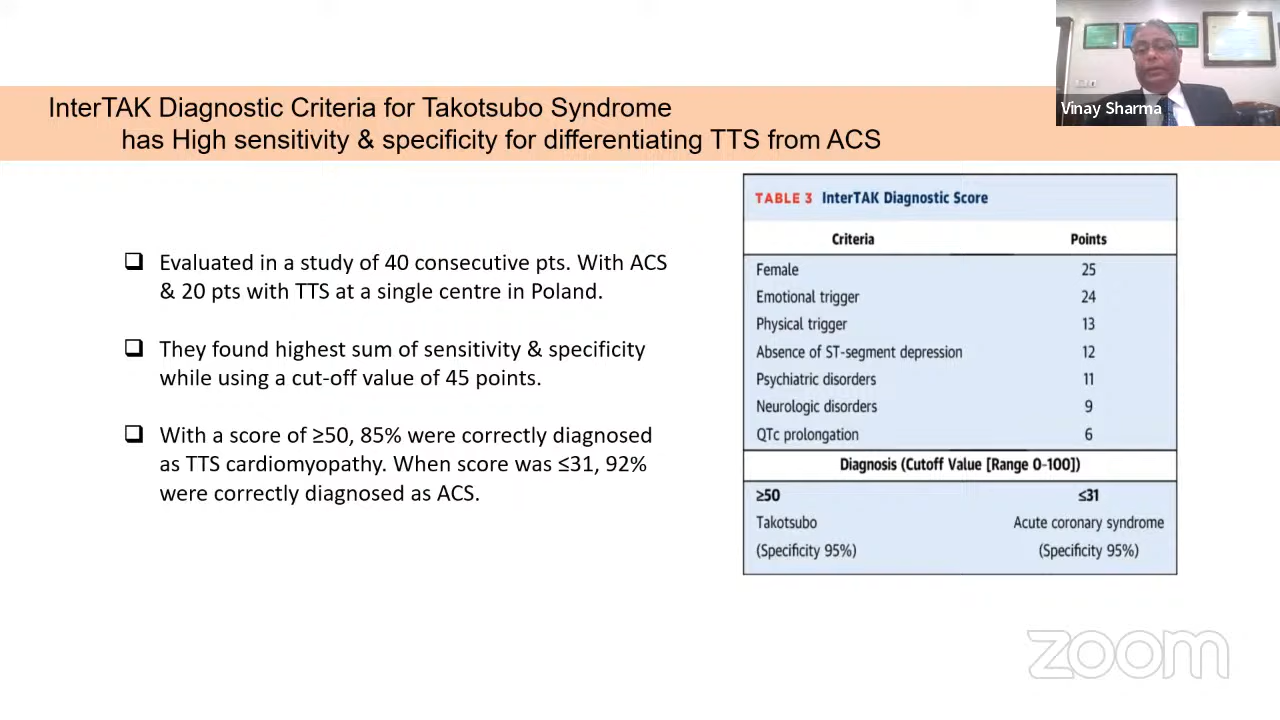 InterTAK Diagnostic Criteria for Takotsubo Syndrome
has High sensitivity & specificity for differentiating TTS from ACS
Vinay Sharma
Evaluated in a study of 40 consecutive pts. With ACS
& 20 pts with TTS at a single centre in Poland.
They found highest sum of sensitivity & specificity
while using a cut-off value of 45 points.
With a score of ≥50, 85% were correctly diagnosed
as TTS cardiomyopathy. When score was ≤31, 92%
were correctly diagnosed as ACS.
TABLE 3 InterTAK Diagnostic Score
Criteria Points
Female 25
Emotional trigger 24
Physical trigger 13
Absence of ST-segment depression 12
Psychiatric disorders 11
Neurologic disorders 9
QTc prolongation 6
Diagnosis (Cutoff Value [Range 0-100])
≥50 ≤31
Takotsubo Acute coronary syndrome
(Specificity 95%) (Specificity 95%)
zoom